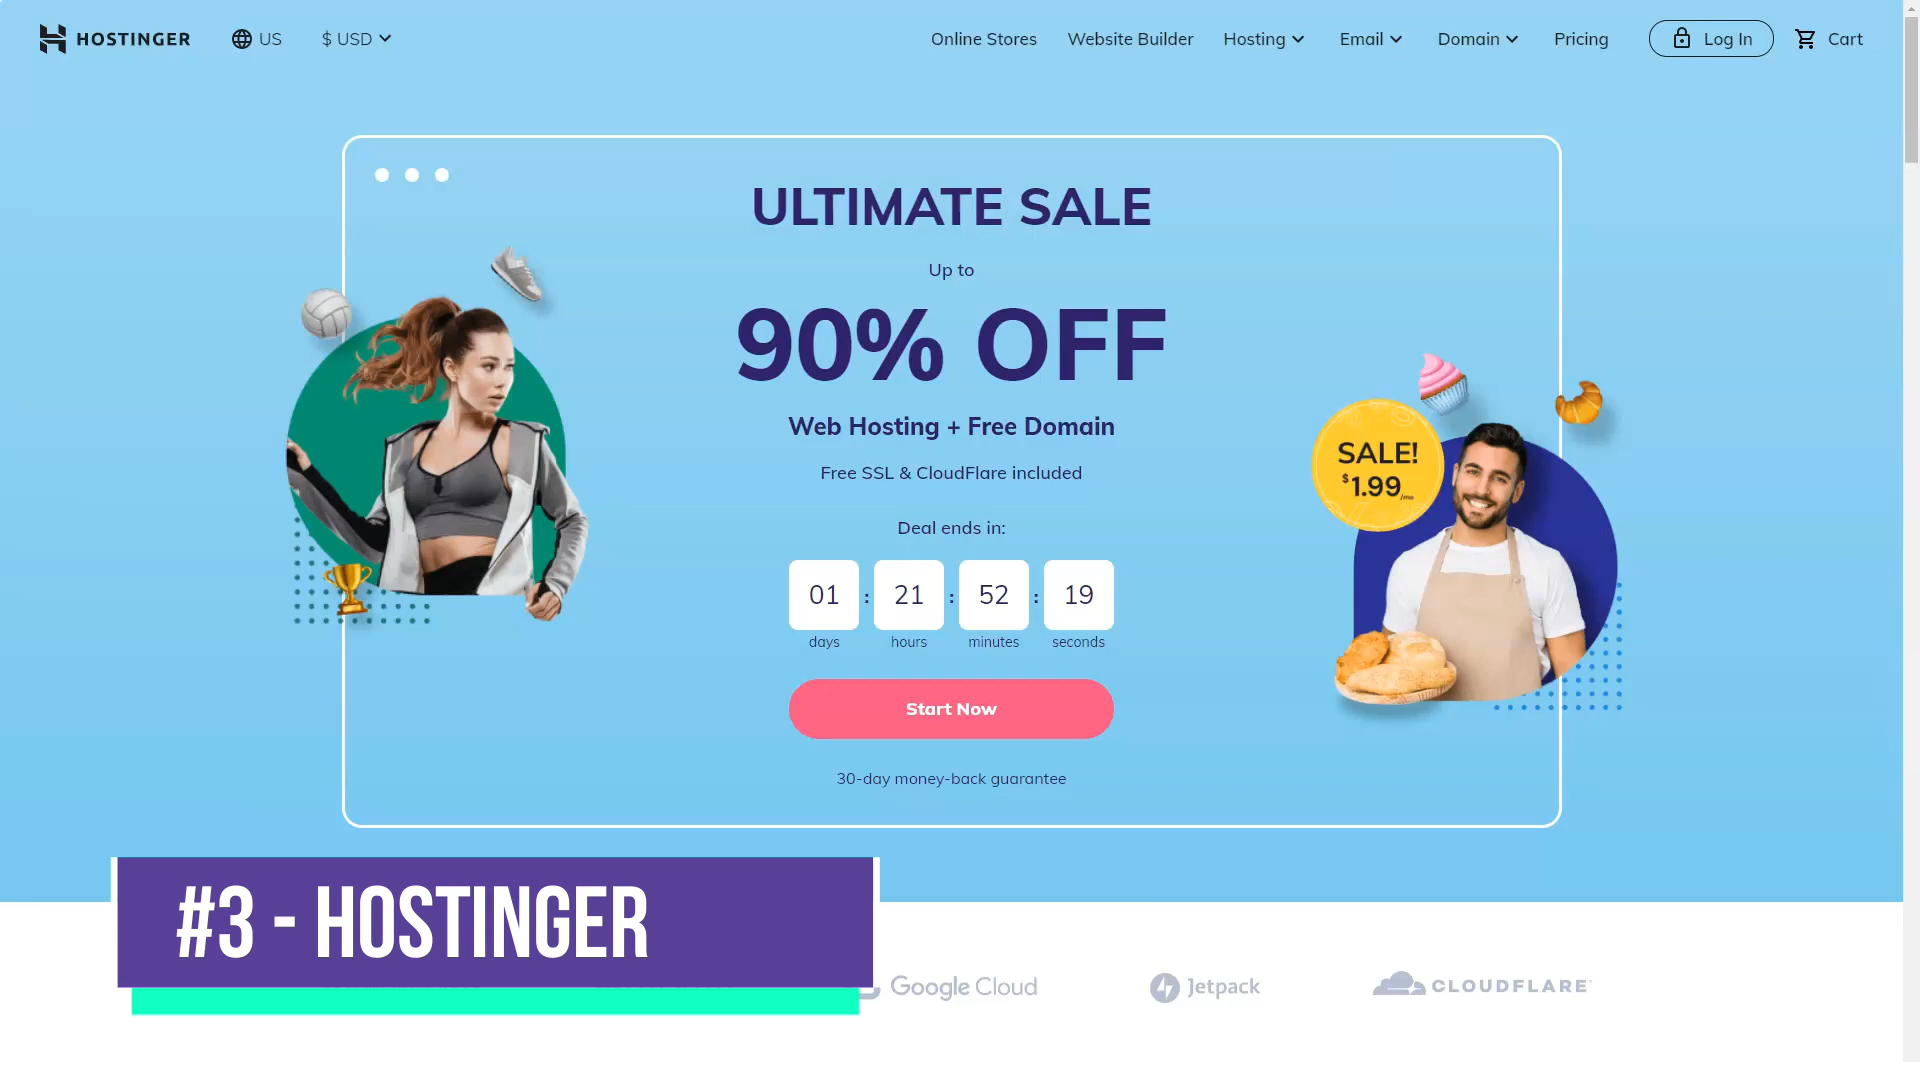 HOSTINGER
US
$ USD
Online Stores
Website Builder
Hosting
Email
Domain
Pricing
Log In
Cart
ULTIMATE SALE
Up to
90% OFF
Web Hosting + Free Domain
Free SSL & CloudFlare included
Deal ends in:
01 : 21 : 52 : 19
days hours minutes seconds
Start Now
30-day money-back guarantee
SALE!
$1.99/mo
#3 - HOSTINGER
Google Cloud
Jetpack
CLOUDFLARE